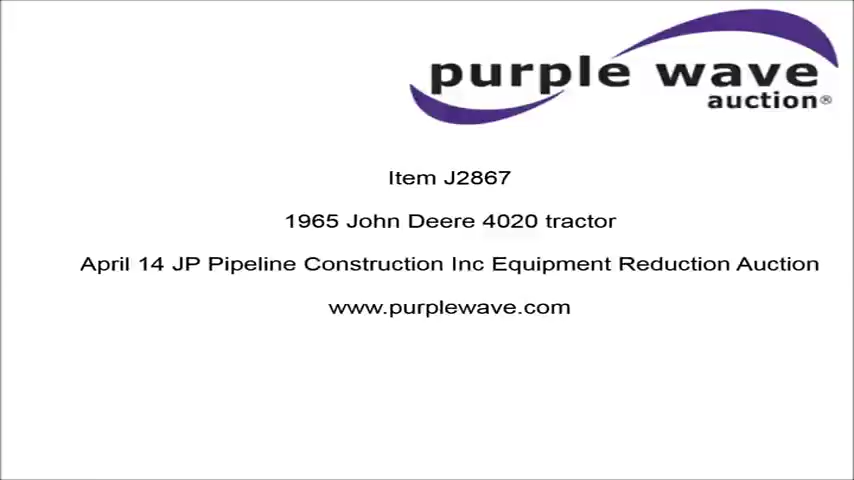 purple wave
auction®
Item J2867
1965 John Deere 4020 tractor
April 14 JP Pipeline Construction Inc Equipment Reduction Auction
www.purplewave.com